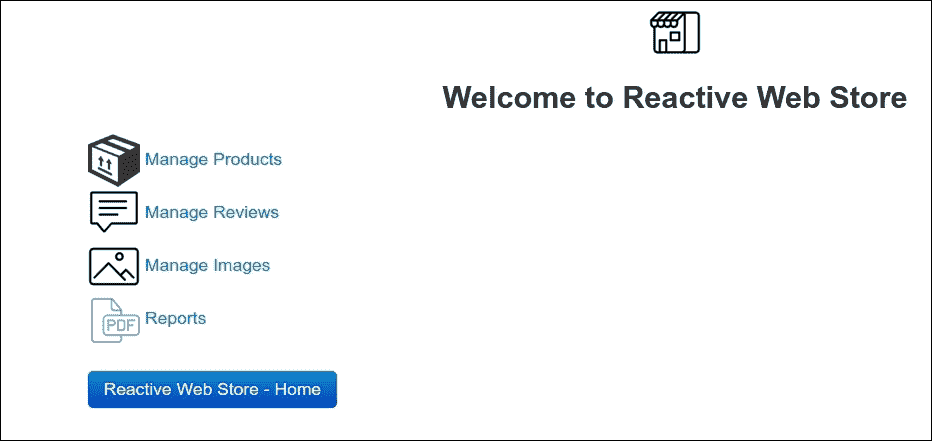 Welcome to Reactive Web Store
Manage Products
Manage Reviews
Manage Images
PDF
Reports
Reactive Web Store - Home